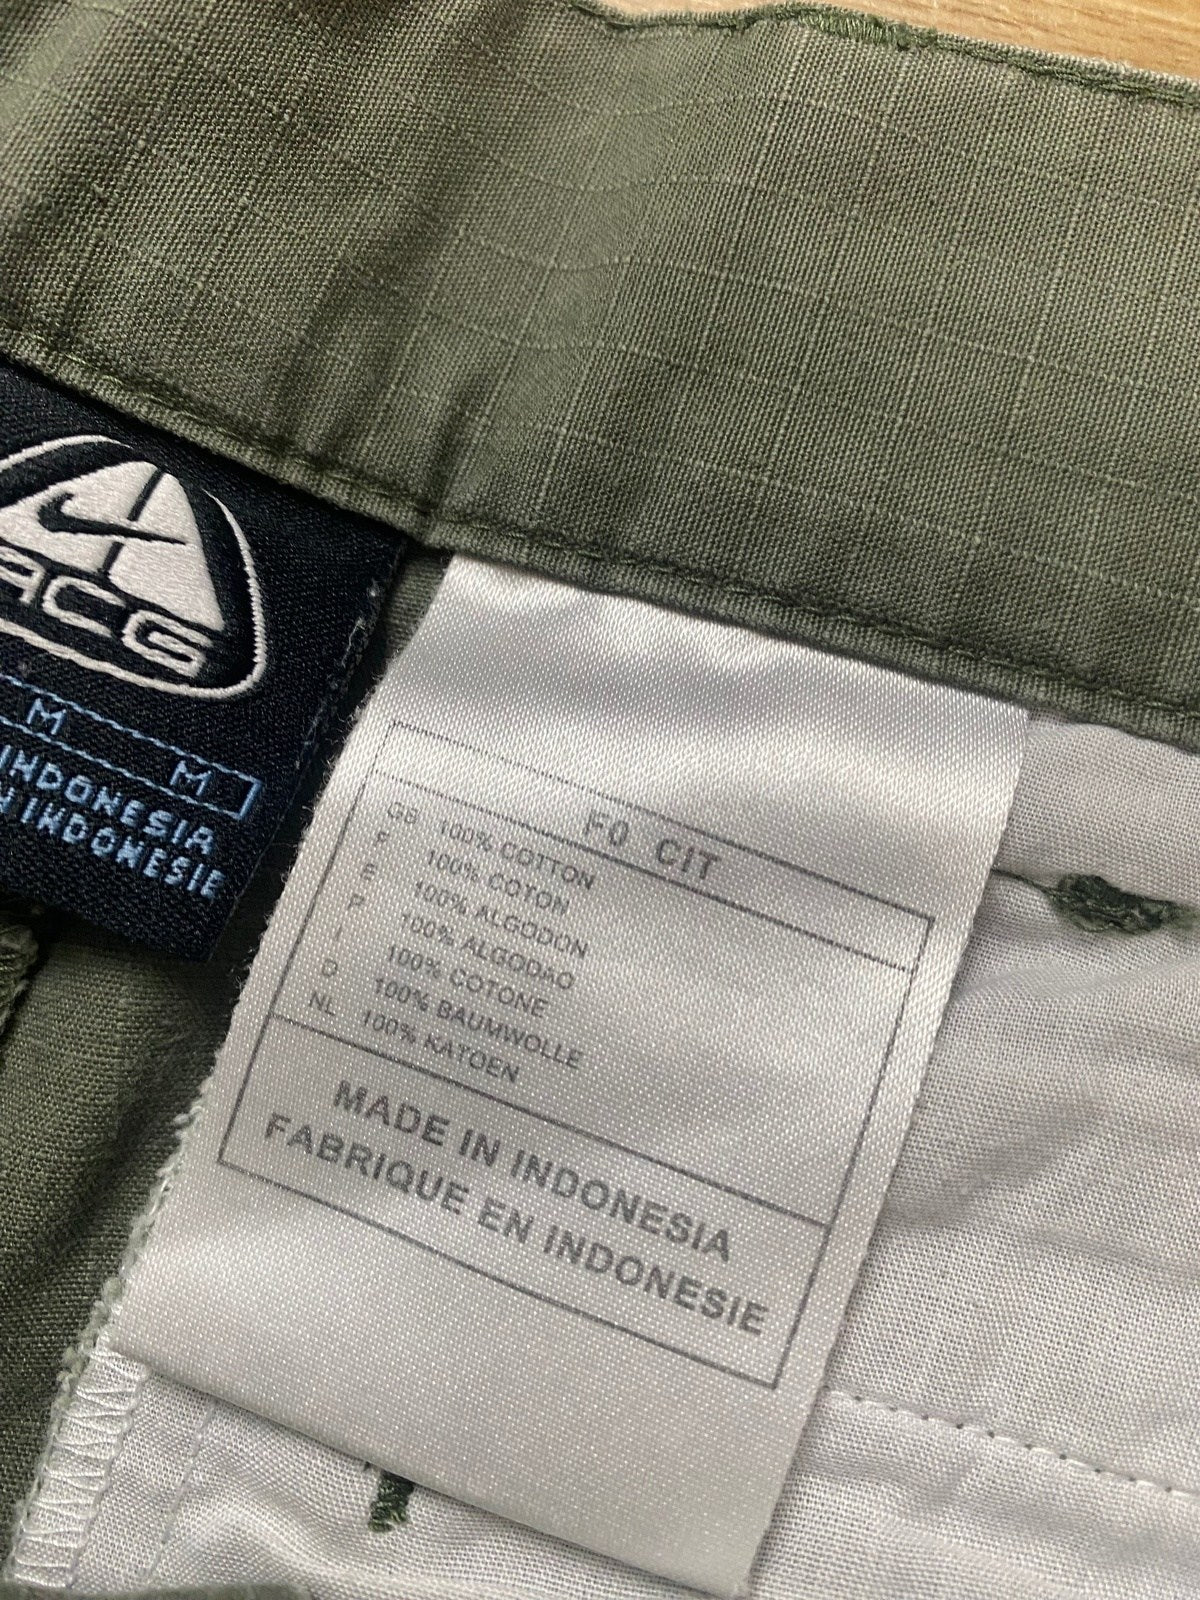 ACG
M
M
INDONESIA
N INDONESIE
F0 CIT
GB 100% COTTON
F 100% COTON
E 100% ALGODON
P 100% ALGODAO
I 100% COTONE
D 100% BAUMWOLLE
NL 100% KATOEN
MADE IN INDONESIA
FABRIQUE EN INDONESIE